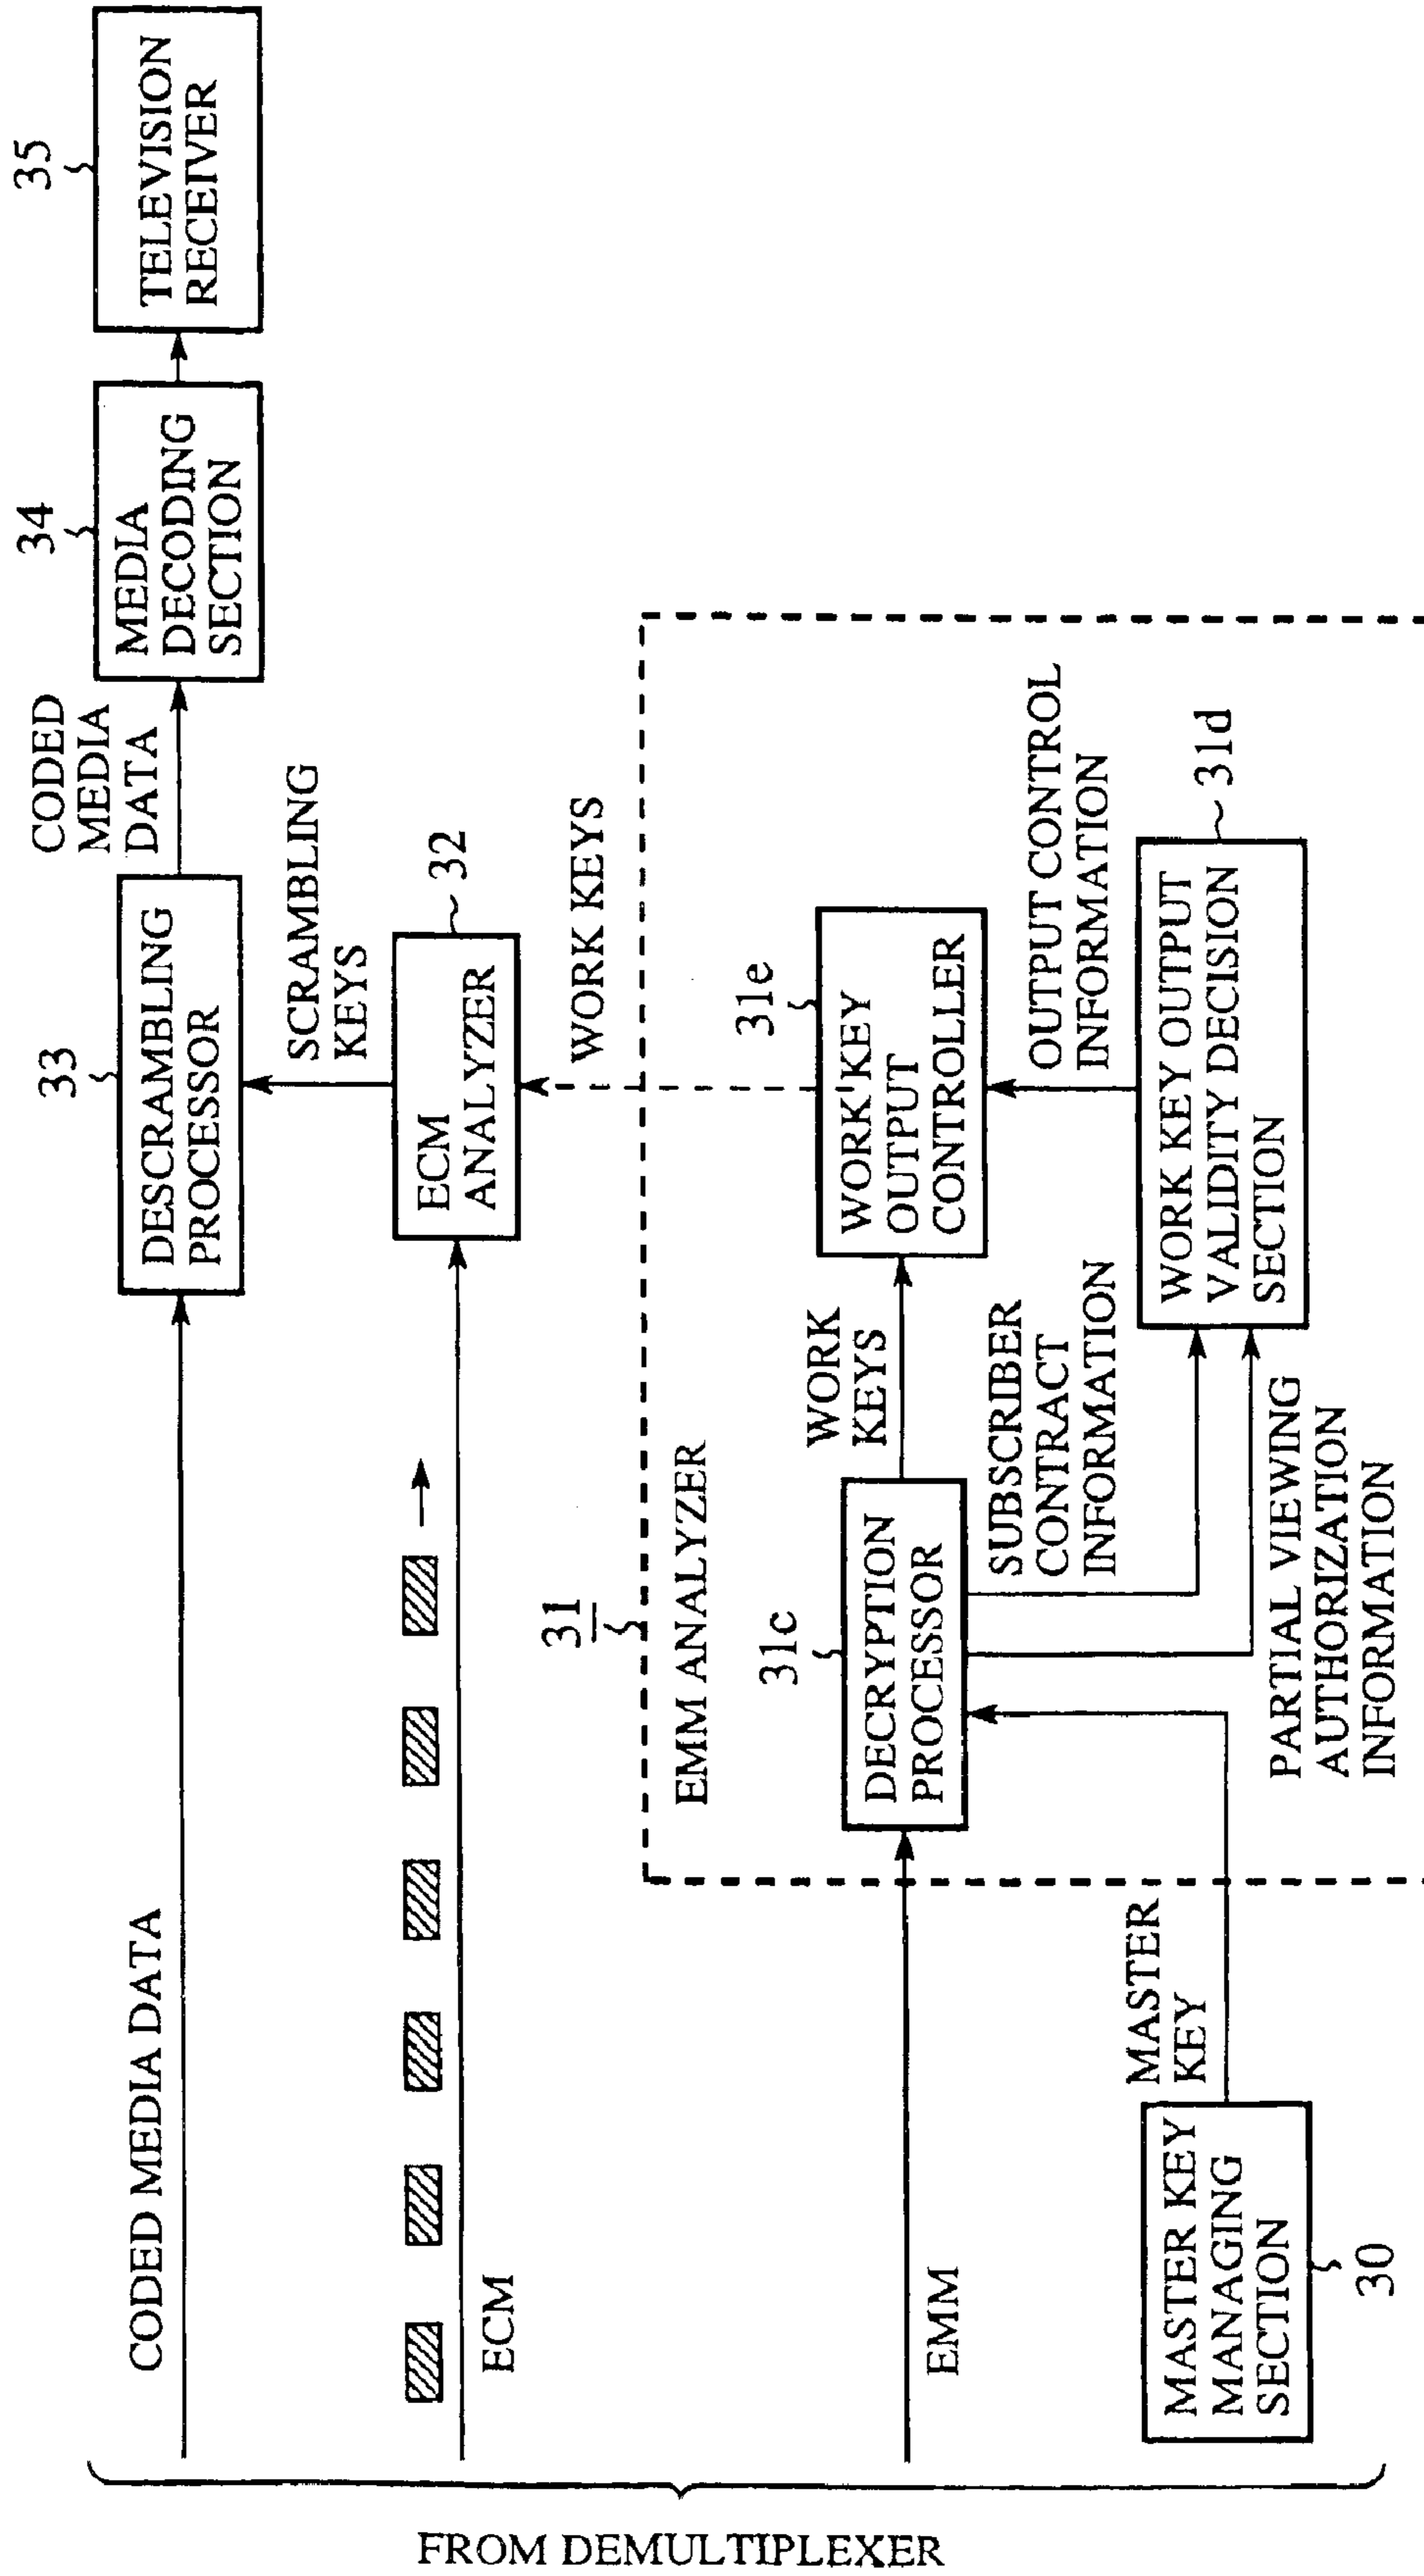 FROM DEMULTIPLEXER
CODED MEDIA DATA
33
DESCRAMBLING
PROCESSOR
CODED
MEDIA
DATA
34
MEDIA
DECODING
SECTION
35
TELEVISION
RECEIVER
SCRAMBLING
KEYS
ECM
ECM
ANALYZER
32
WORK KEYS
31
EMM ANALYZER
EMM
31c
DECRYPTION
PROCESSOR
WORK
KEYS
31e
WORK KEY
OUTPUT
CONTROLLER
SUBSCRIBER
CONTRACT
INFORMATION
OUTPUT CONTROL
INFORMATION
MASTER
KEY
MASTER KEY
MANAGING
SECTION
30
WORK KEY OUTPUT
VALIDITY DECISION
SECTION
31d
PARTIAL VIEWING
AUTHORIZATION
INFORMATION